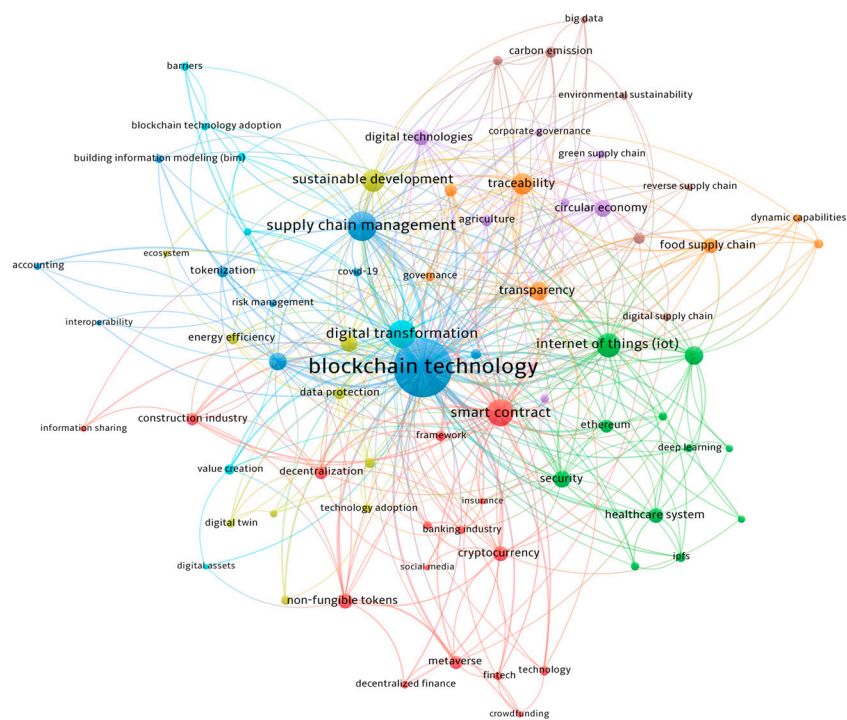 big data
carbon emission
barriers
environmental sustainability
blockchain technology adoption
corporate governance
digital technologies
green supply chain
building information modeling (bim)
sustainable development
traceability
reverse supply chain
circular economy
dynamic capabilities
agriculture
supply chain management
food supply chain
ecosystem
accounting
tokenization
covid-19
governance
transparency
risk management
digital supply chain
interoperability
digital transformation
energy efficiency
internet of things (iot)
blockchain technology
data protection
smart contract
construction industry
ethereum
information sharing
framework
deep learning
value creation
decentralization
security
insurance
technology adoption
healthcare system
digital twin
banking industry
cryptocurrency
ipfs
digital assets
social media
non-fungible tokens
metaverse
technology
fintech
decentralized finance
crowdfunding